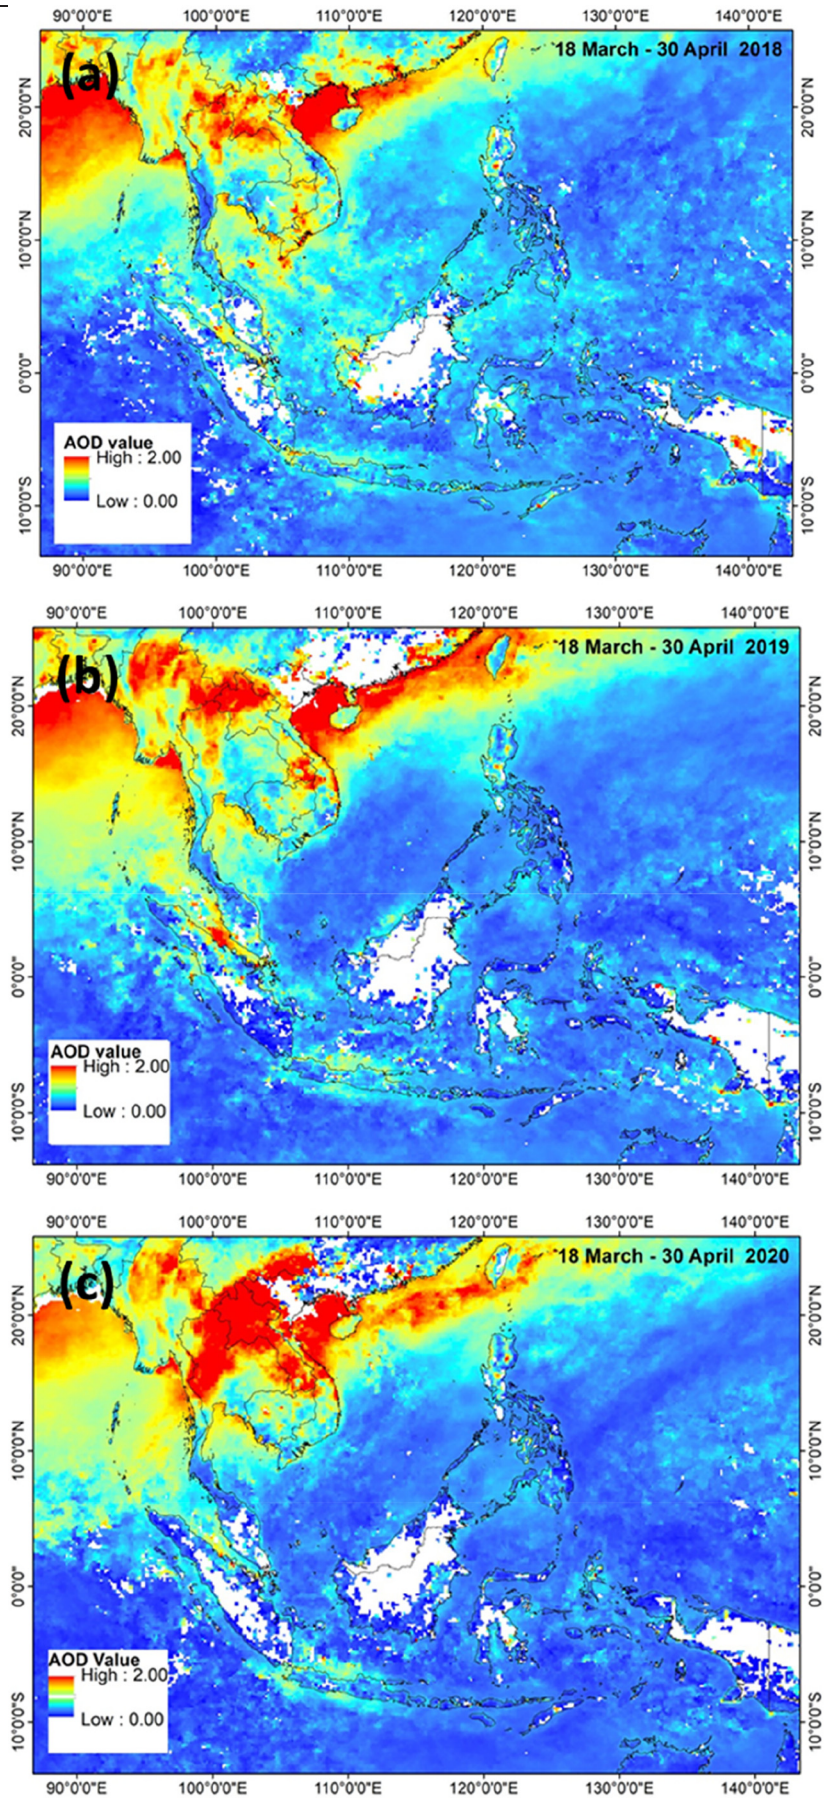 90°0'0"E 100°0'0"E 110°0'0"E 120°0'0"E 130°0'0"E 140°0'0"E
(a)
18 March - 30 April 2018
20°0'0"N 20°0'0"N
10°0'0"N 10°0'0"N
0°0'0" 0°0'0"
AOD value
High : 2.00
Low : 0.00
10°0'0"S 10°0'0"S
90°0'0"E 100°0'0"E 110°0'0"E 120°0'0"E 130°0'0"E 140°0'0"E
90°0'0"E 100°0'0"E 110°0'0"E 120°0'0"E 130°0'0"E 140°0'0"E
(b)
18 March - 30 April 2019
20°0'0"N 20°0'0"N
10°0'0"N 10°0'0"N
0°0'0" 0°0'0"
AOD value
High : 2.00
Low : 0.00
10°0'0"S 10°0'0"S
90°0'0"E 100°0'0"E 110°0'0"E 120°0'0"E 130°0'0"E 140°0'0"E
90°0'0"E 100°0'0"E 110°0'0"E 120°0'0"E 130°0'0"E 140°0'0"E
(c)
18 March - 30 April 2020
20°0'0"N 20°0'0"N
10°0'0"N 10°0'0"N
0°0'0" 0°0'0"
AOD Value
High : 2.00
Low : 0.00
10°0'0"S 10°0'0"S
90°0'0"E 100°0'0"E 110°0'0"E 120°0'0"E 130°0'0"E 140°0'0"E